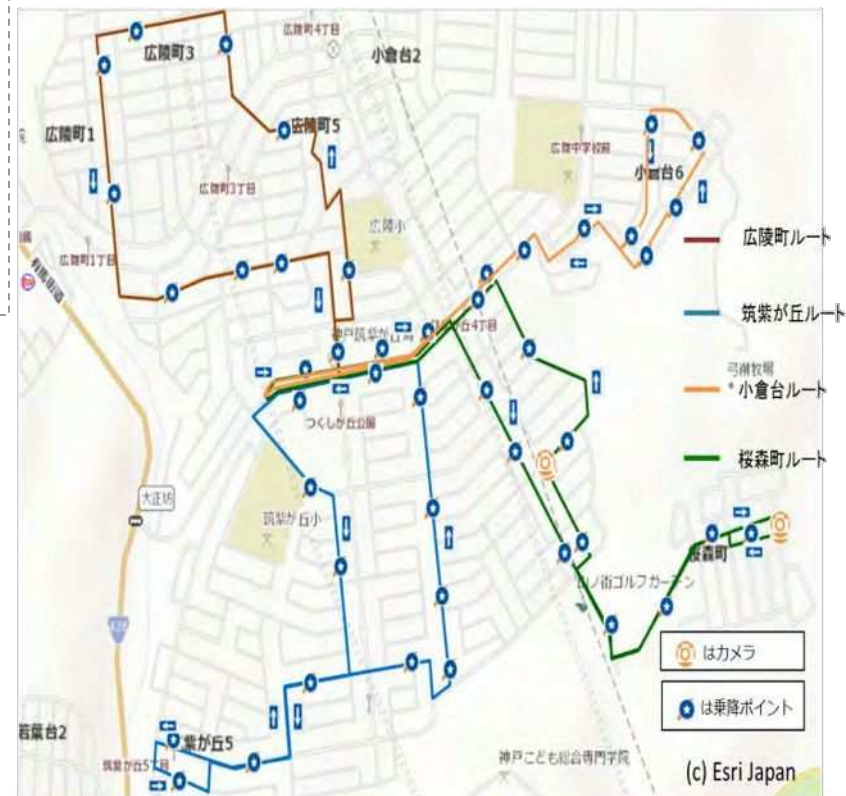 広陵町4丁目
広陵町3
小倉台2
広陵町1
広陵町5
広陵中学校前
小倉台6
広陵町3丁目
広陵小
広陵町1丁目
有馬街道
広陵町ルート
筑紫が丘ルート
弓削牧場
小倉台ルート
つくしが丘公園
桜森町ルート
大正坊
筑紫が丘小
428
桜森町
山ノ街ゴルフガーデン
はカメラ
は乗降ポイント
若葉台2
紫が丘5
筑紫が丘5丁目
神戸こども総合専門学院
(c) Esri Japan